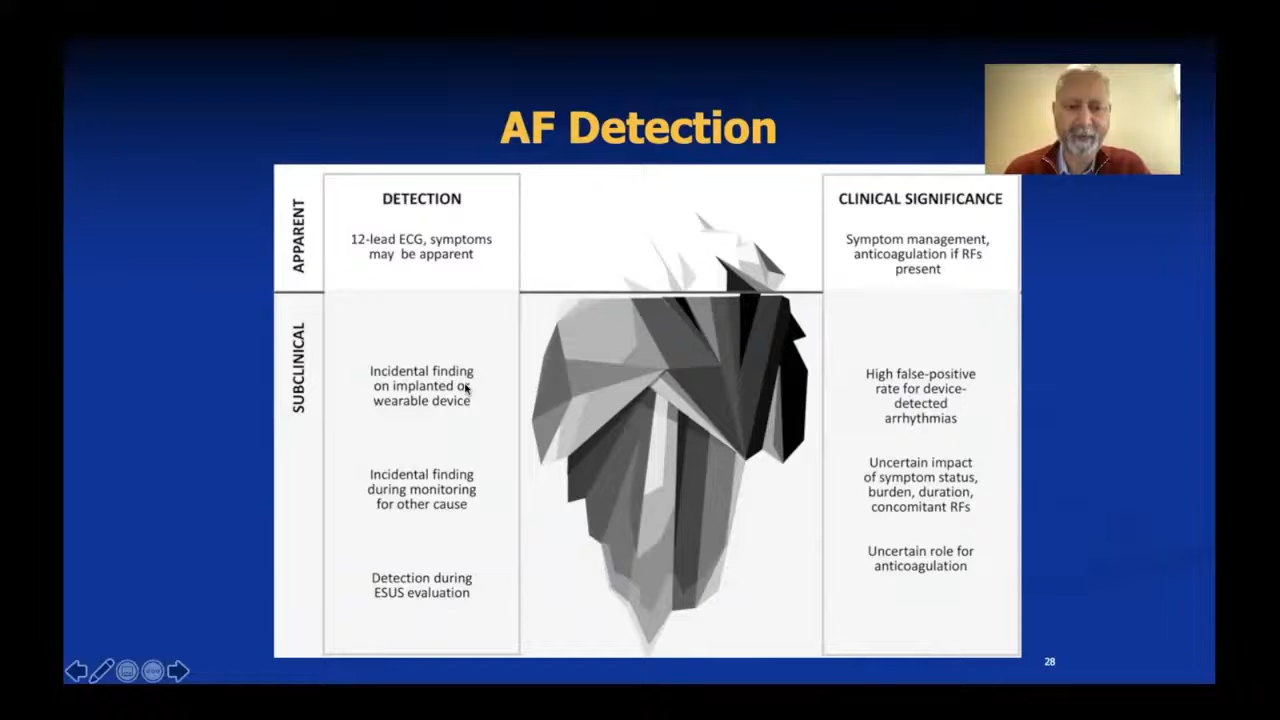 AF Detection
APPARENT
DETECTION
12-lead ECG, symptoms
may be apparent
CLINICAL SIGNIFICANCE
Symptom management,
anticoagulation if RFs
present
SUBCLINICAL
Incidental finding
on implanted or
wearable device
Incidental finding
during monitoring
for other cause
Detection during
ESUS evaluation
High false-positive
rate for device-
detected
arrhythmias
Uncertain impact
of symptom status,
burden, duration,
concomitant RFs
Uncertain role for
anticoagulation
28